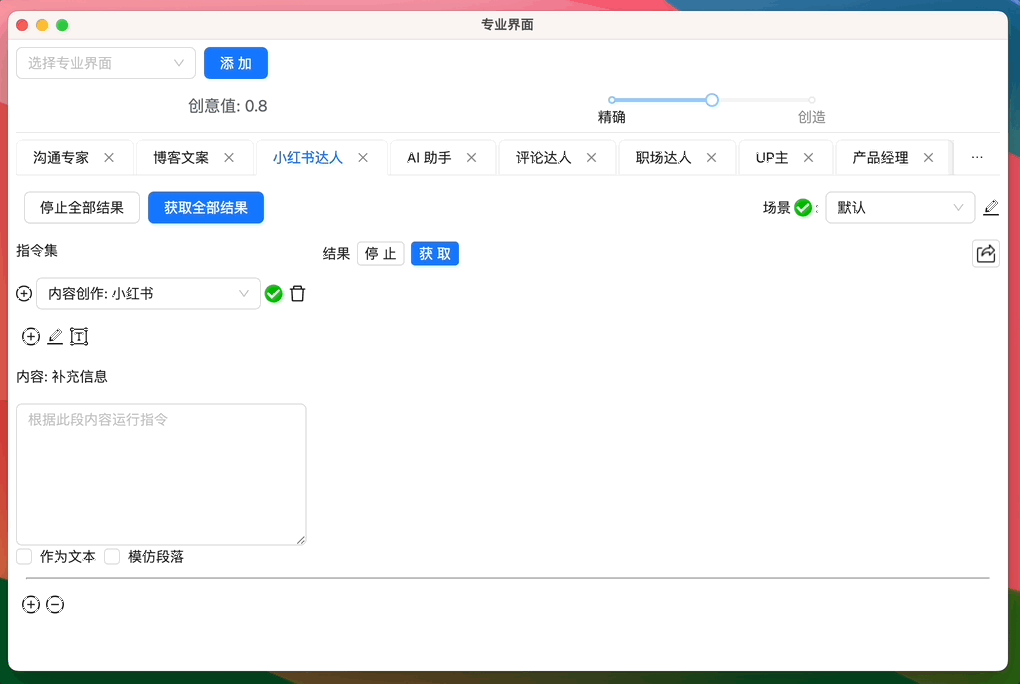 专业界面
选择专业界面 添 加
创意值: 0.8
精确 创造
沟通专家 博客文案 小红书达人 AI 助手 评论达人 职场达人 UP主 产品经理 ···
停止全部结果 获取全部结果 场景 : 默认
指令集 结果 停 止 获 取
内容创作: 小红书
T
内容: 补充信息
根据此段内容运行指令
作为文本 模仿段落